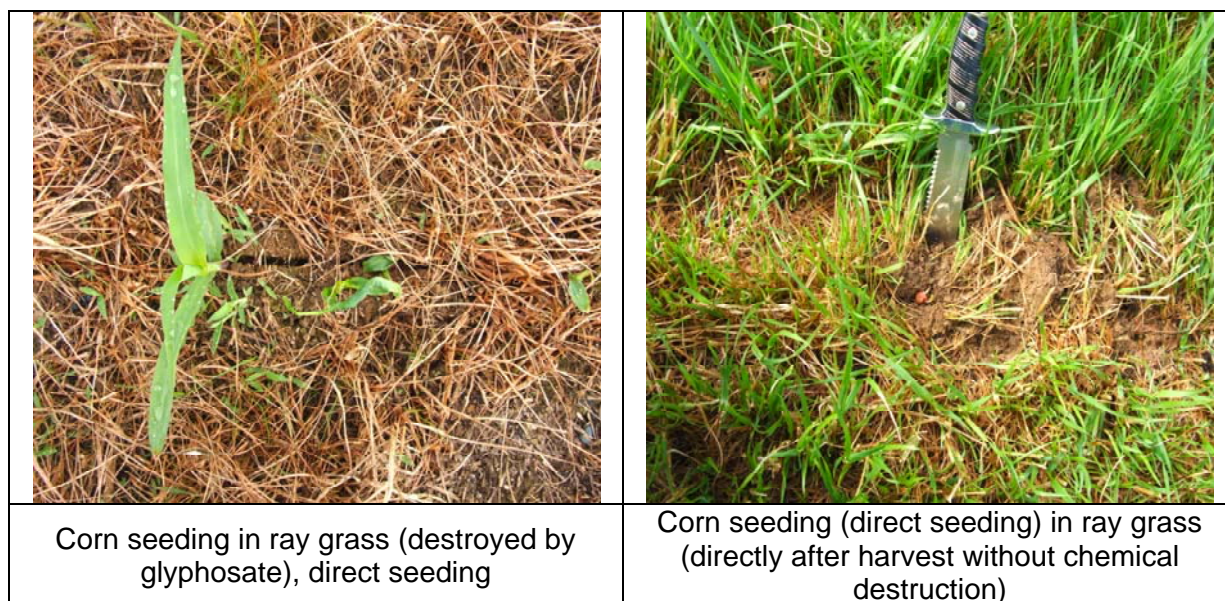 Corn seeding in ray grass (destroyed by
glyphosate), direct seeding
Corn seeding (direct seeding) in ray grass
(directly after harvest without chemical
destruction)